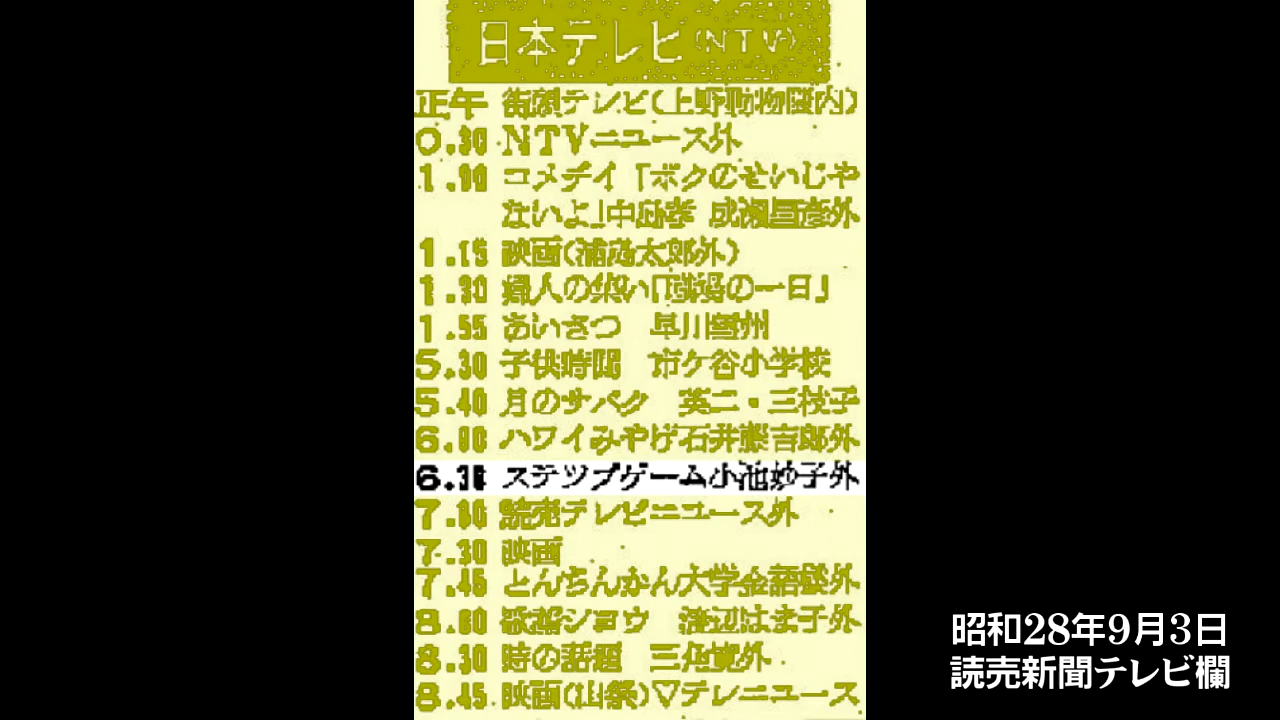 日本テレビ(NTV)
正午 街頭テレビ(上野動物園内)
0.30 NTVニュース外
1.00 コメデイ「ボクのせいじや
ないよ」中島孝 成瀬昌彦外
1.15 映画(浦島太郎外)
1.30 婦人の集い「職場の一日」
1.55 あいさつ 早川雪州
5.30 子供時間 市ケ谷小学校
5.40 月のサバク 英二・三枝子
6.00 ハワイみやげ石井藤吉郎外
6.30 ステツプゲーム小池妙子外
7.00 読売テレビニュース外
7.30 映画
7.45 とんちんかん大学金語楼外
8.00 歌謡シヨウ 渡辺はま子外
8.30 時の話題 三角寛外
8.45 映画(山祭)▽テレニュース
昭和28年9月3日
読売新聞テレビ欄